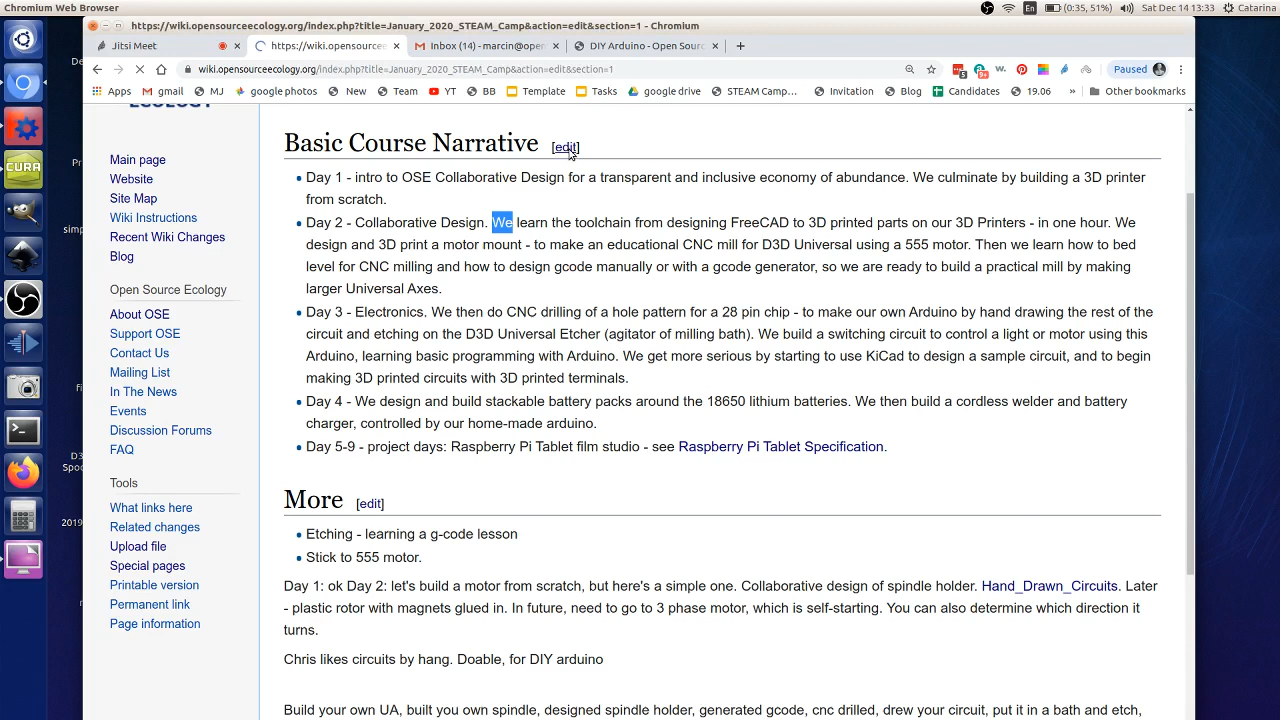 Chromium Web Browser
En (0:35, 51%) Sat Dec 14 13:33 Catarina
https://wiki.opensourceecology.org/index.php?title=January_2020_STEAM_Camp&action=edit&section=1 - Chromium
Jitsi Meet https://wiki.opensource Inbox (14) - marcin@open DIY Arduino - Open Sourc
wiki.opensourceecology.org/index.php?title=January_2020_STEAM_Camp&action=edit&section=1 5 9+ w. Paused
Apps gmail MJ google photos New Team YT BB Template Tasks google drive STEAM Camp... Invitation Blog Candidates 19.06 » Other bookmarks
ECOLOGY
Main page
Website
Site Map
Wiki Instructions
Recent Wiki Changes
Blog
Open Source Ecology
About OSE
Support OSE
Contact Us
Mailing List
In The News
Events
Discussion Forums
FAQ
Tools
What links here
Related changes
Upload file
Special pages
Printable version
Permanent link
Page information
Basic Course Narrative [edit]
Day 1 - intro to OSE Collaborative Design for a transparent and inclusive economy of abundance. We culminate by building a 3D printer
from scratch.
Day 2 - Collaborative Design. We learn the toolchain from designing FreeCAD to 3D printed parts on our 3D Printers - in one hour. We
design and 3D print a motor mount - to make an educational CNC mill for D3D Universal using a 555 motor. Then we learn how to bed
level for CNC milling and how to design gcode manually or with a gcode generator, so we are ready to build a practical mill by making
larger Universal Axes.
Day 3 - Electronics. We then do CNC drilling of a hole pattern for a 28 pin chip - to make our own Arduino by hand drawing the rest of the
circuit and etching on the D3D Universal Etcher (agitator of milling/bath). We build a switching circuit to control a light or motor using this
Arduino, learning basic programming with Arduino. We get more serious by starting to use KiCad to design a sample circuit, and to begin
making 3D printed circuits with 3D printed terminals.
Day 4 - We design and build stackable battery packs around the 18650 lithium batteries. We then build a cordless welder and battery
charger, controlled by our home-made arduino.
Day 5-9 - project days: Raspberry Pi Tablet film studio - see Raspberry Pi Tablet Specification.
More [edit]
Etching - learning a g-code lesson
Stick to 555 motor.
Day 1: ok Day 2: let's build a motor from scratch, but here's a simple one. Collaborative design of spindle holder. Hand_Drawn_Circuits. Later
- plastic rotor with magnets glued in. In future, need to go to 3 phase motor, which is self-starting. You can also determine which direction it
turns.
Chris likes circuits by hang. Doable, for DIY arduino
Build your own UA, built you own spindle, designed spindle holder, generated gcode, cnc drilled, drew your circuit, put it in a bath and etch,